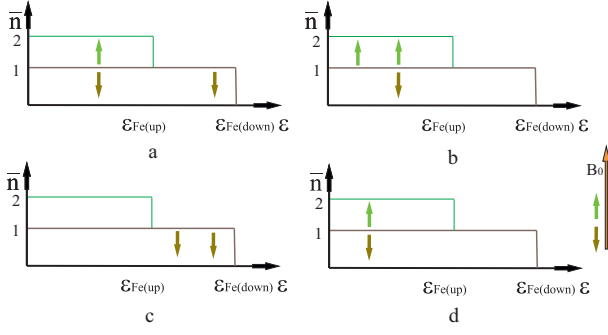 n̅
2
1
εFe(up)
εFe(down) ε
a
n̅
2
1
εFe(up)
εFe(down) ε
b
n̅
2
1
εFe(up)
εFe(down) ε
c
n̅
2
1
εFe(up)
εFe(down) ε
d
B₀